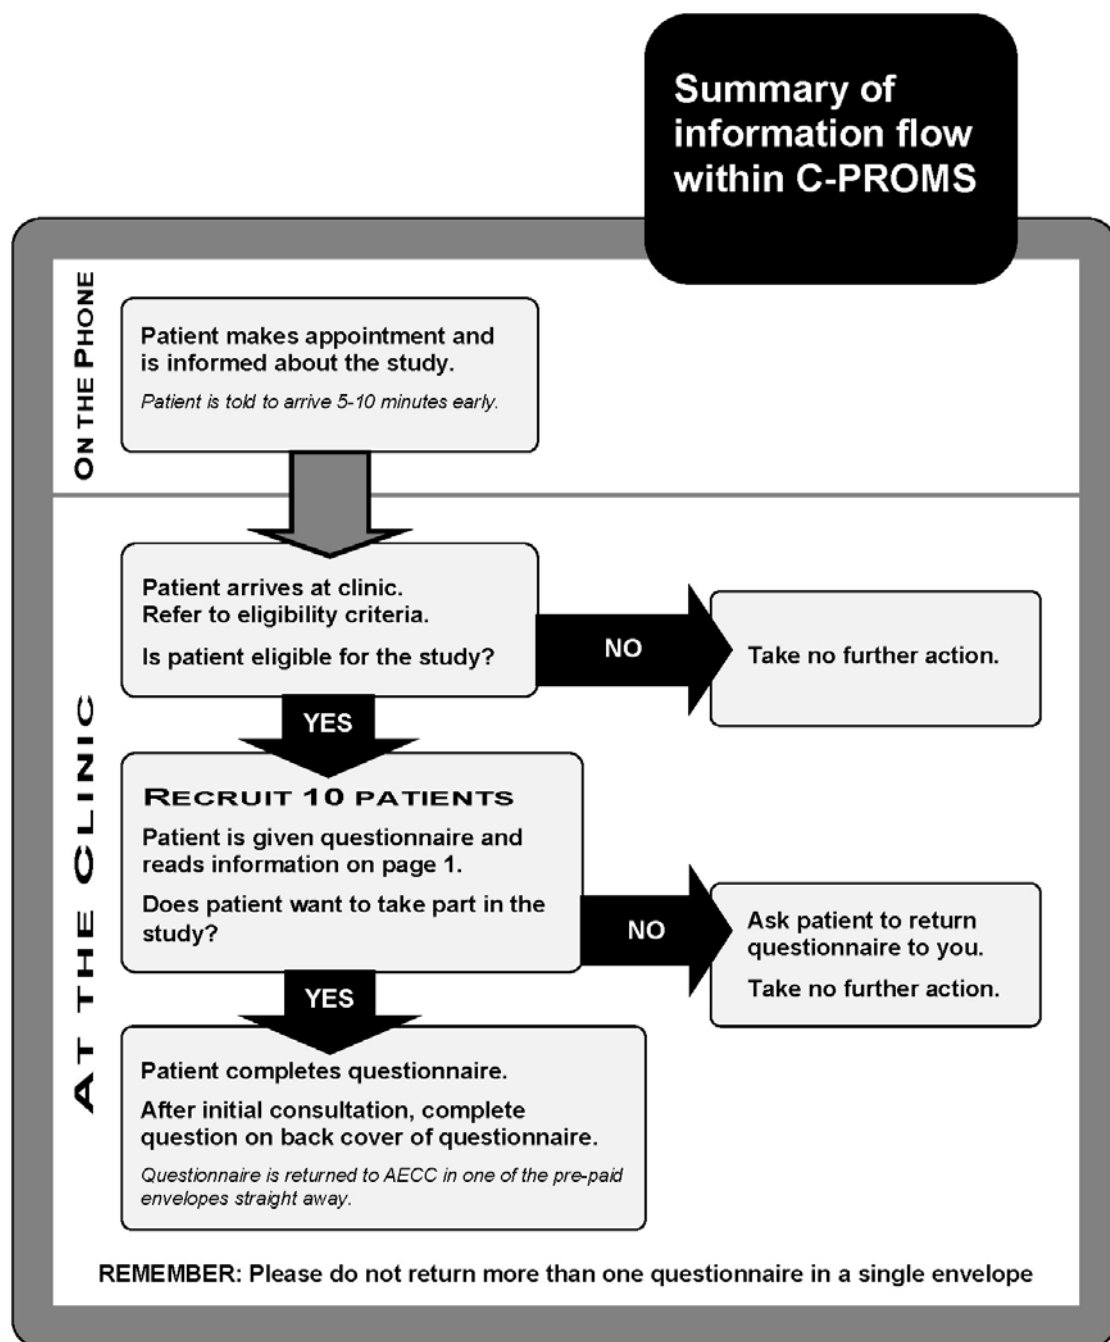 Summary of
information flow
within C-PROMS
ON THE PHONE
Patient makes appointment and
is informed about the study.
Patient is told to arrive 5-10 minutes early.
AT THE CLINIC
Patient arrives at clinic.
Refer to eligibility criteria.
Is patient eligible for the study?
NO
Take no further action.
YES
RECRUIT 10 PATIENTS
Patient is given questionnaire and
reads information on page 1.
Does patient want to take part in the
study?
NO
Ask patient to return
questionnaire to you.
Take no further action.
YES
Patient completes questionnaire.
After initial consultation, complete
question on back cover of questionnaire.
Questionnaire is returned to AECC in one of the pre-paid
envelopes straight away.
REMEMBER: Please do not return more than one questionnaire in a single envelope